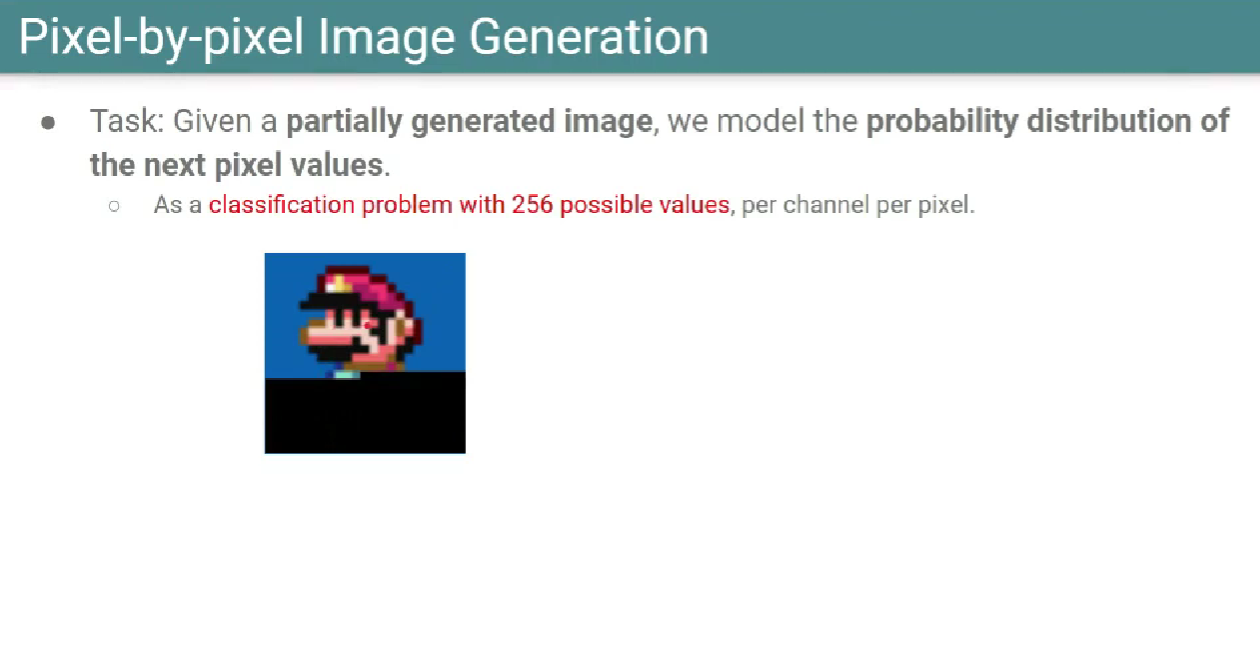 Pixel-by-pixel Image Generation
● Task: Given a partially generated image, we model the probability distribution of
the next pixel values.
○ As a classification problem with 256 possible values, per channel per pixel.